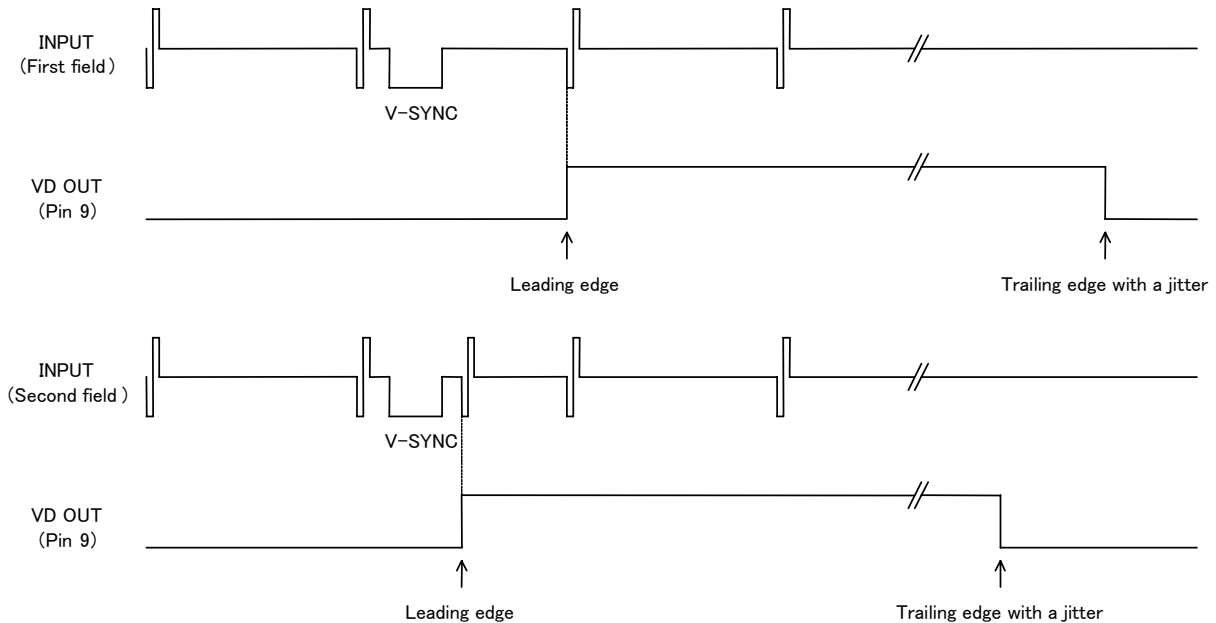 INPUT
(First field)
V-SYNC
VD OUT
(Pin 9)
Leading edge
Trailing edge with a jitter
INPUT
(Second field)
V-SYNC
VD OUT
(Pin 9)
Leading edge
Trailing edge with a jitter